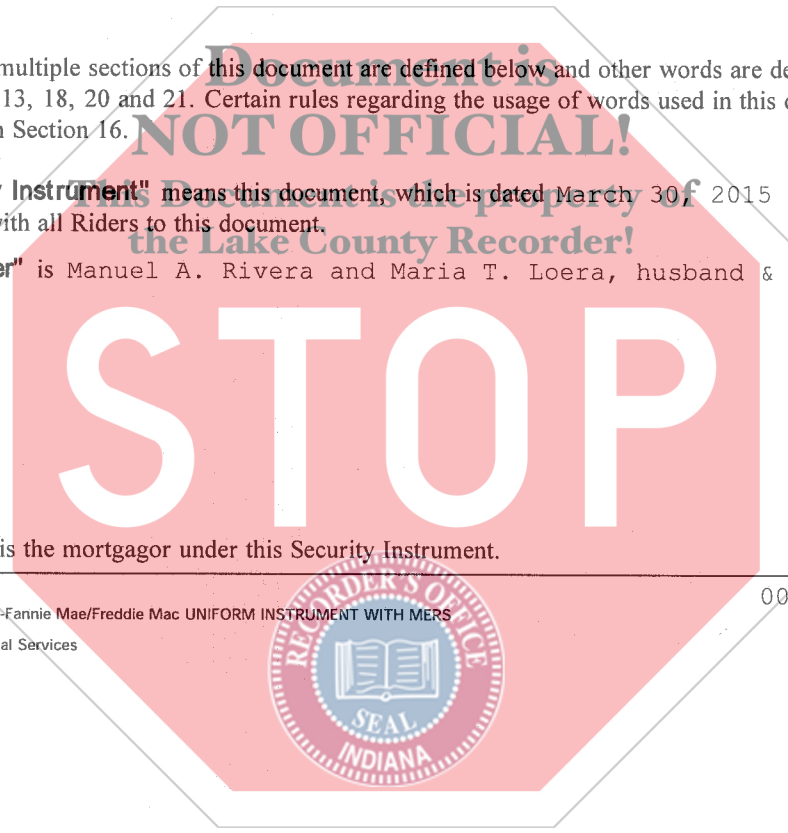 Document is
multiple sections of this document are defined below and other words are de
13, 18, 20 and 21. Certain rules regarding the usage of words used in this
Section 16.
NOT OFFICIAL!
Instrument" means this document, which is dated March 30, 2015
This Document is the property of
with all Riders to this document.
the Lake County Recorder!
er" is Manuel A. Rivera and Maria T. Loera, husband &
STOP
is the mortgagor under this Security Instrument.
00
-Fannie Mae/Freddie Mac UNIFORM INSTRUMENT WITH MERS
al Services
RECORDER'S OFFICE
SEAL
INDIANA